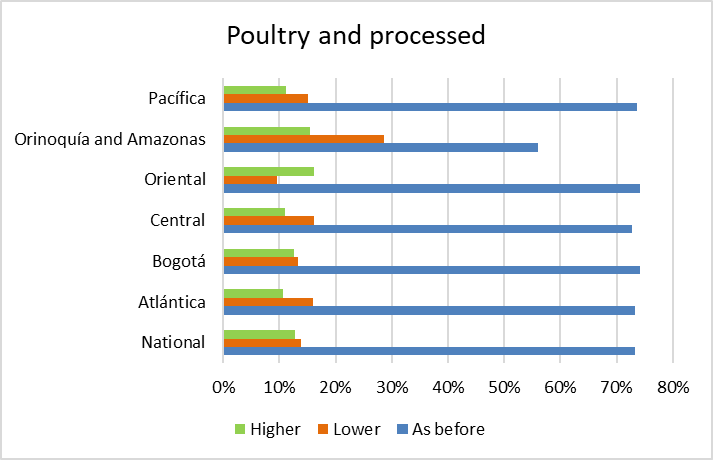 Poultry and processed
Pacífica
Orinoquía and Amazonas
Oriental
Central
Bogotá
Atlántica
National
0% 10% 20% 30% 40% 50% 60% 70% 80%
Higher Lower As before